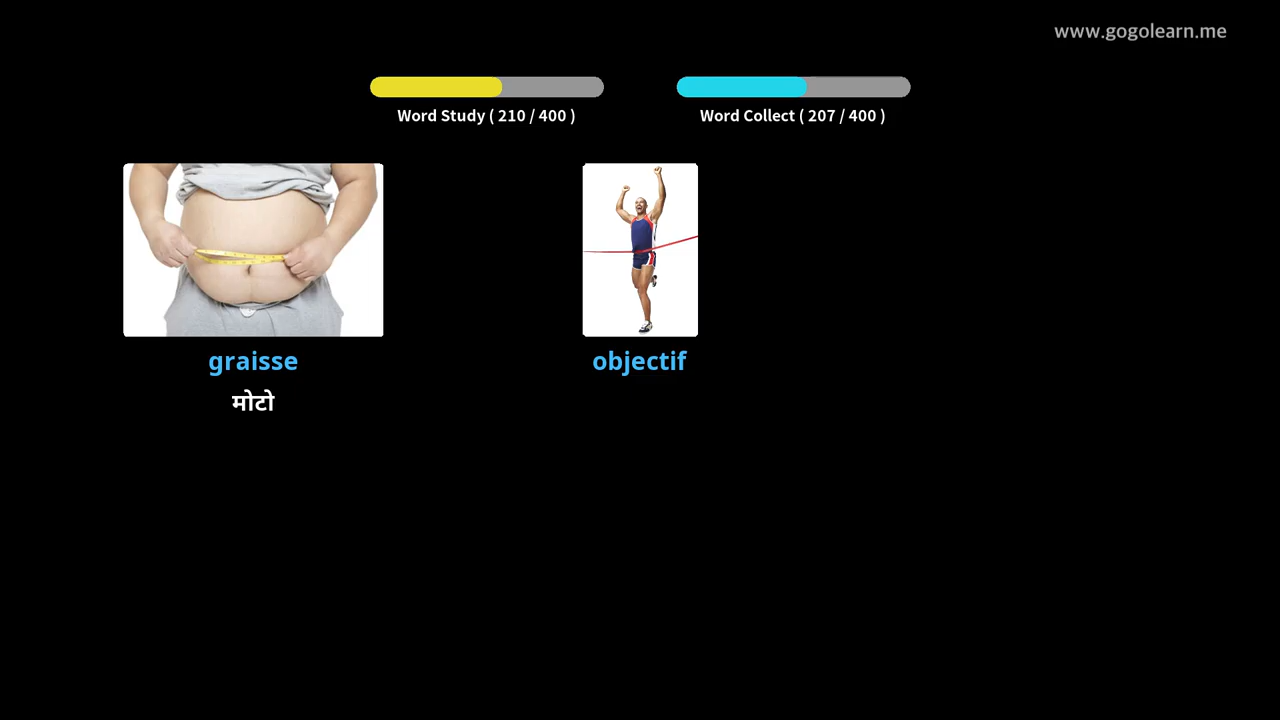 www.gogolearn.me
Word Study ( 210 / 400 )
Word Collect ( 207 / 400 )
graisse
objectif
मोटो